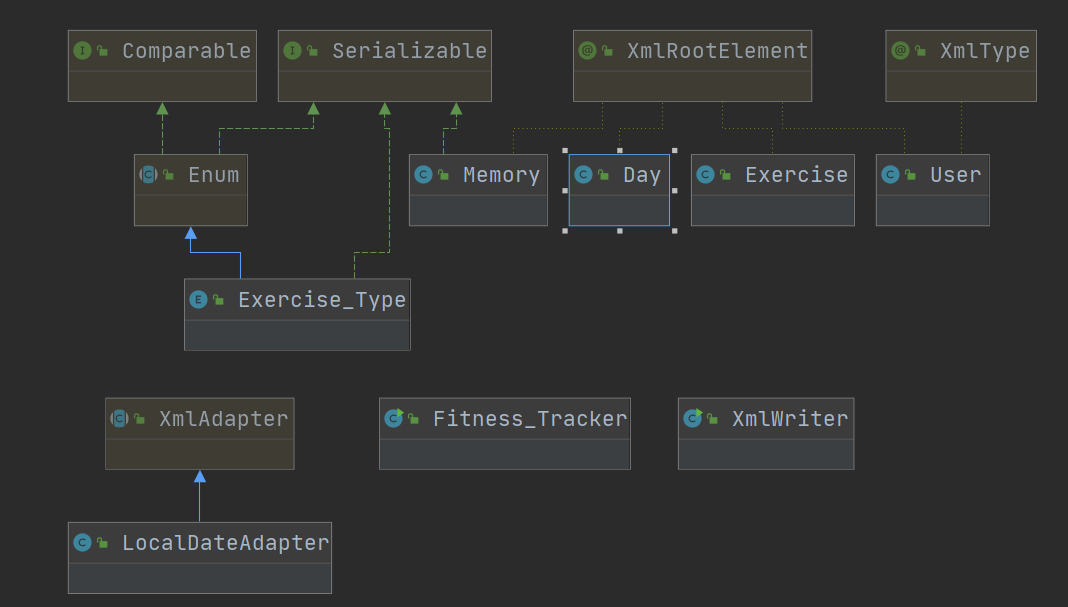 Comparable
Serializable
XmlRootElement
XmlType
Enum
Memory
Day
Exercise
User
Exercise_Type
XmlAdapter
Fitness_Tracker
XmlWriter
LocalDateAdapter